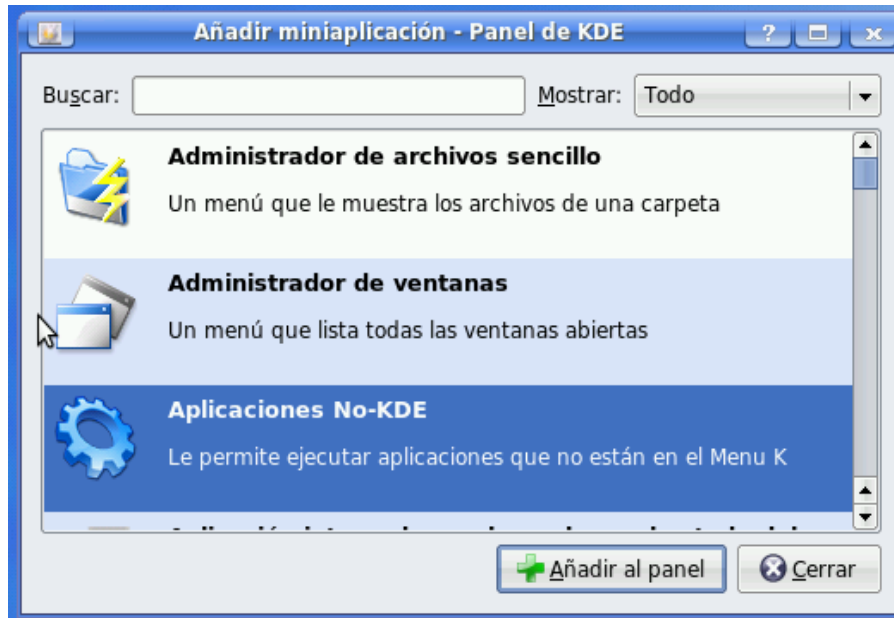 Añadir miniaplicación - Panel de KDE
Buscar: Mostrar: Todo
Administrador de archivos sencillo
Un menú que le muestra los archivos de una carpeta
Administrador de ventanas
Un menú que lista todas las ventanas abiertas
Aplicaciones No-KDE
Le permite ejecutar aplicaciones que no están en el Menu K
Añadir al panel Cerrar